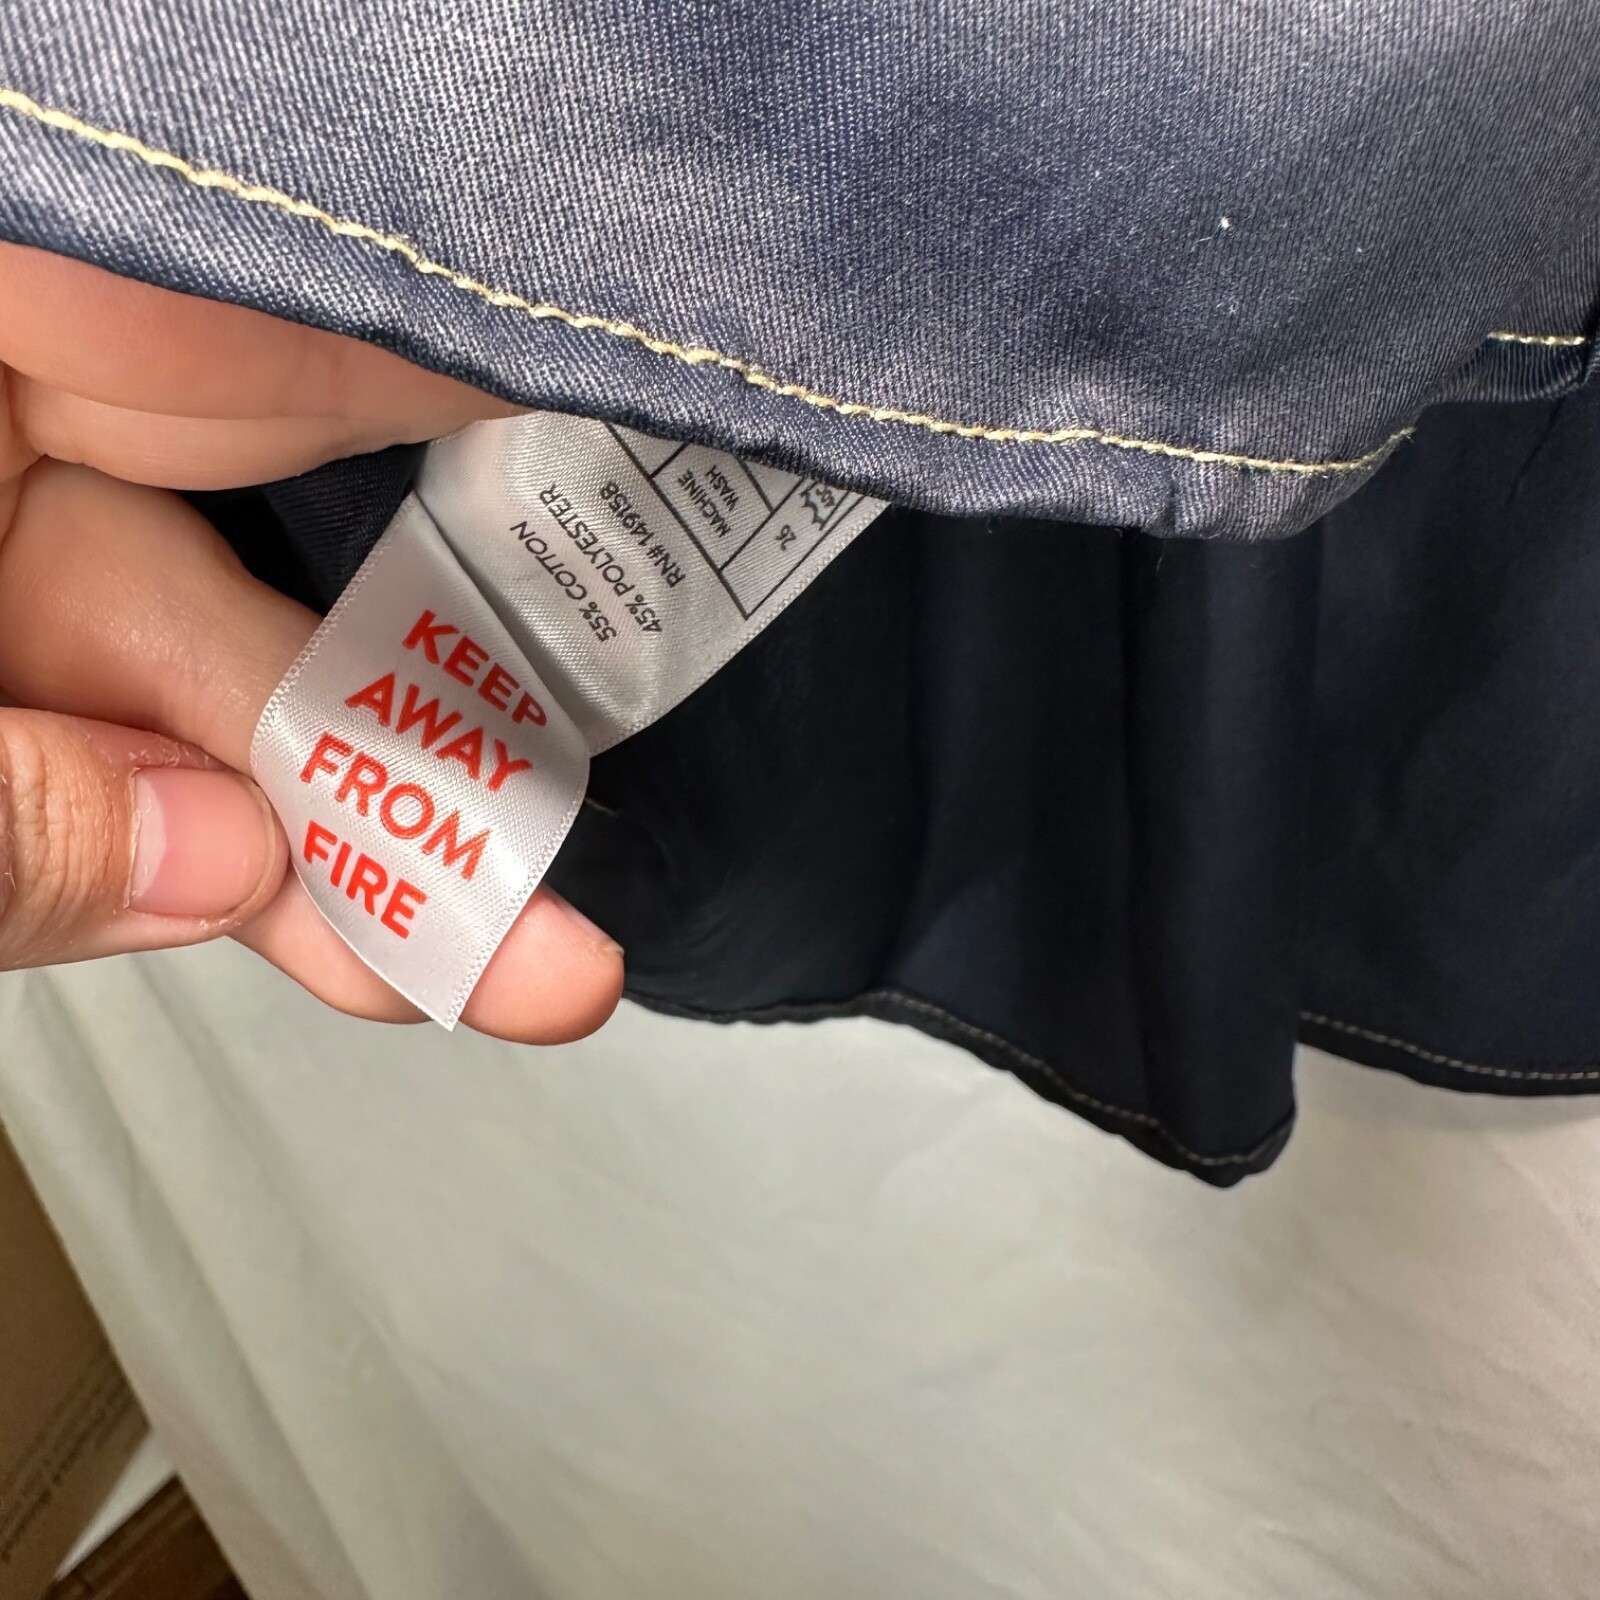 KEEP
AWAY
FROM
FIRE
55% COTTON
45% POLYESTER
RN# 149158
MACHINE
WASH
26